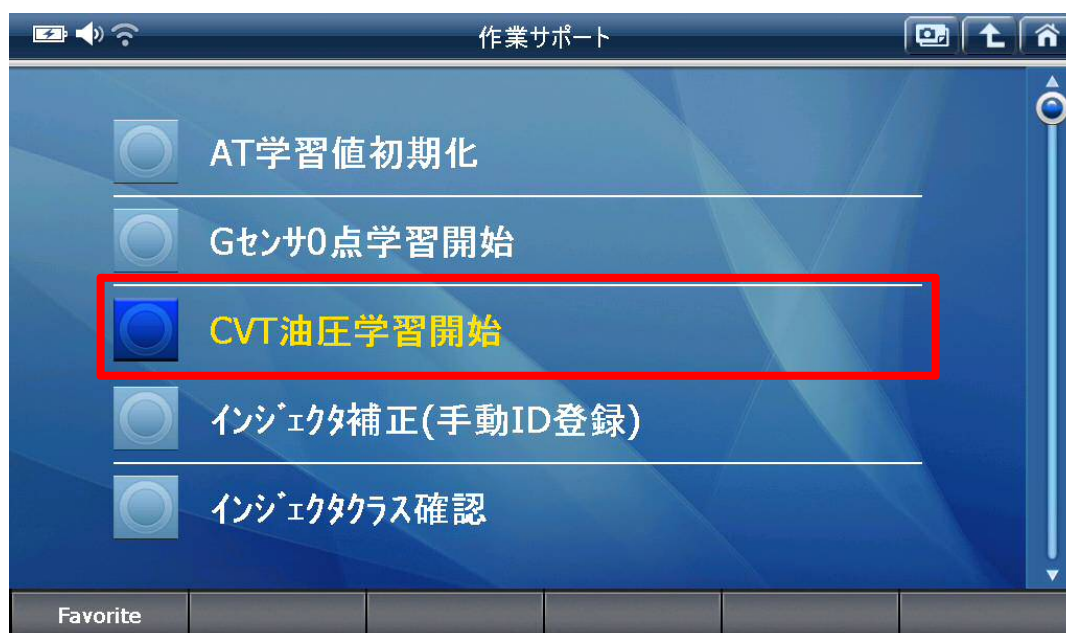 作業サポート
AT学習値初期化
Gｾﾝｻ0点学習開始
CVT油圧学習開始
ｲﾝｼﾞｪｸﾀ補正(手動ID登録)
ｲﾝｼﾞｪｸﾀｸﾗｽ確認
Favorite